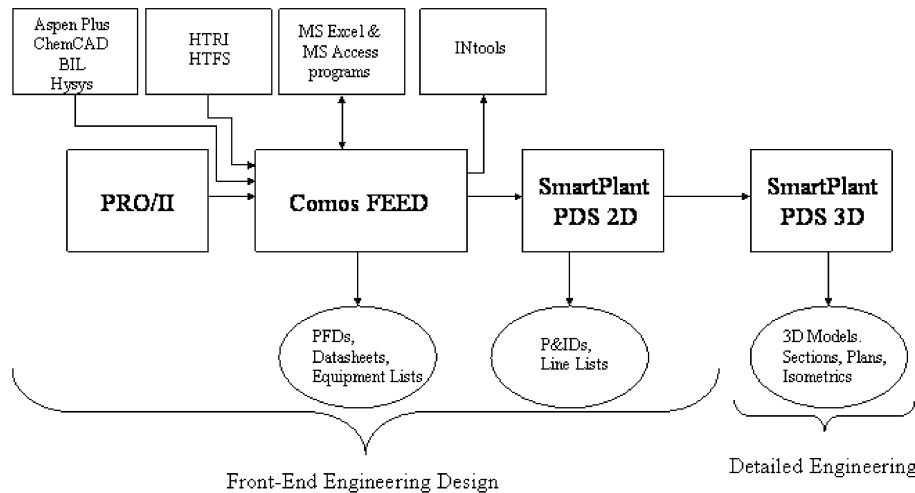 Aspen Plus
ChemCAD
BIL
Hysys
HTRI
HTFS
MS Excel &
MS Access
programs
INtools
PRO/II
Comos FEED
SmartPlant
PDS 2D
SmartPlant
PDS 3D
PFDs,
Datasheets,
Equipment Lists
P&IDs,
Line Lists
3D Models.
Sections, Plans,
Isometrics
Front-End Engineering Design
Detailed Engineering